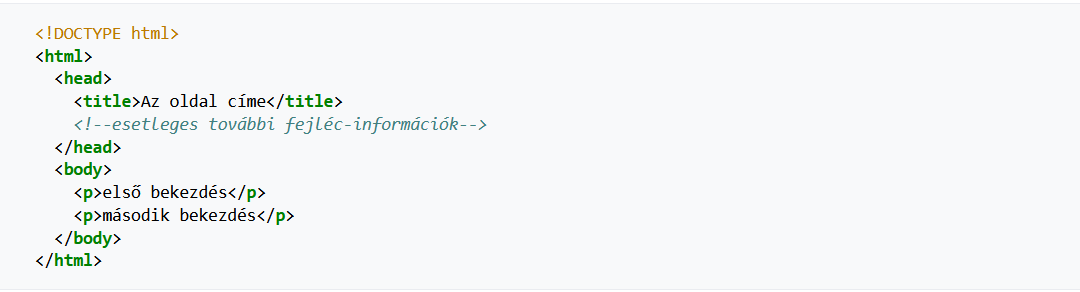 <!DOCTYPE html>
<html>
<head>
<title>Az oldal címe</title>
<!--esetleges további fejléc-információk-->
</head>
<body>
<p>első bekezdés</p>
<p>második bekezdés</p>
</body>
</html>